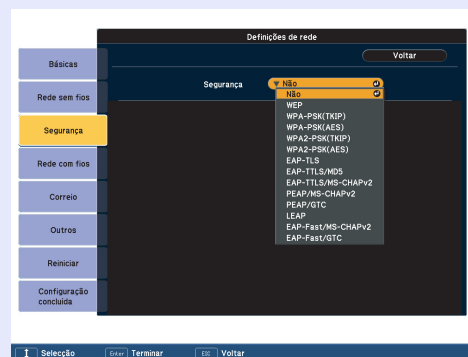 Definições de rede
Voltar
Básicas
Rede sem fios
Segurança
Rede com fios
Correio
Outros
Reiniciar
Configuração
concluída
Segurança
Não
Não
WEP
WPA-PSK(TKIP)
WPA-PSK(AES)
WPA2-PSK(TKIP)
WPA2-PSK(AES)
EAP-TLS
EAP-TTLS/MD5
EAP-TTLS/MS-CHAPv2
PEAP/MS-CHAPv2
PEAP/GTC
LEAP
EAP-Fast/MS-CHAPv2
EAP-Fast/GTC
Selecção Enter Terminar ESC Voltar